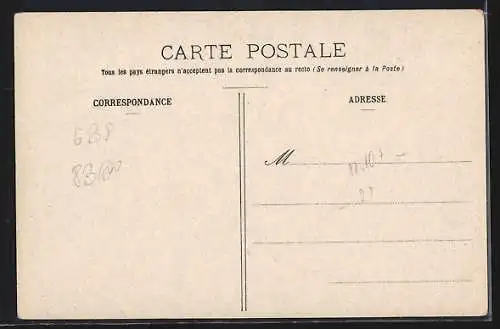 CARTE POSTALE
Tous les pays étrangers n'acceptent pas la correspondance au recto (Se renseigner à la Poste)
CORRESPONDANCE
ADRESSE
M